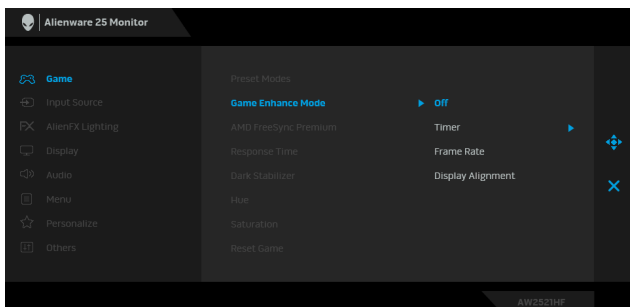 Alienware 25 Monitor
Game
Input Source
AlienFX Lighting
Display
Audio
Menu
Personalize
Others
Preset Modes
Game Enhance Mode
AMD FreeSync Premium
Response Time
Dark Stabilizer
Hue
Saturation
Reset Game
Off
Timer
Frame Rate
Display Alignment
AW2521HF